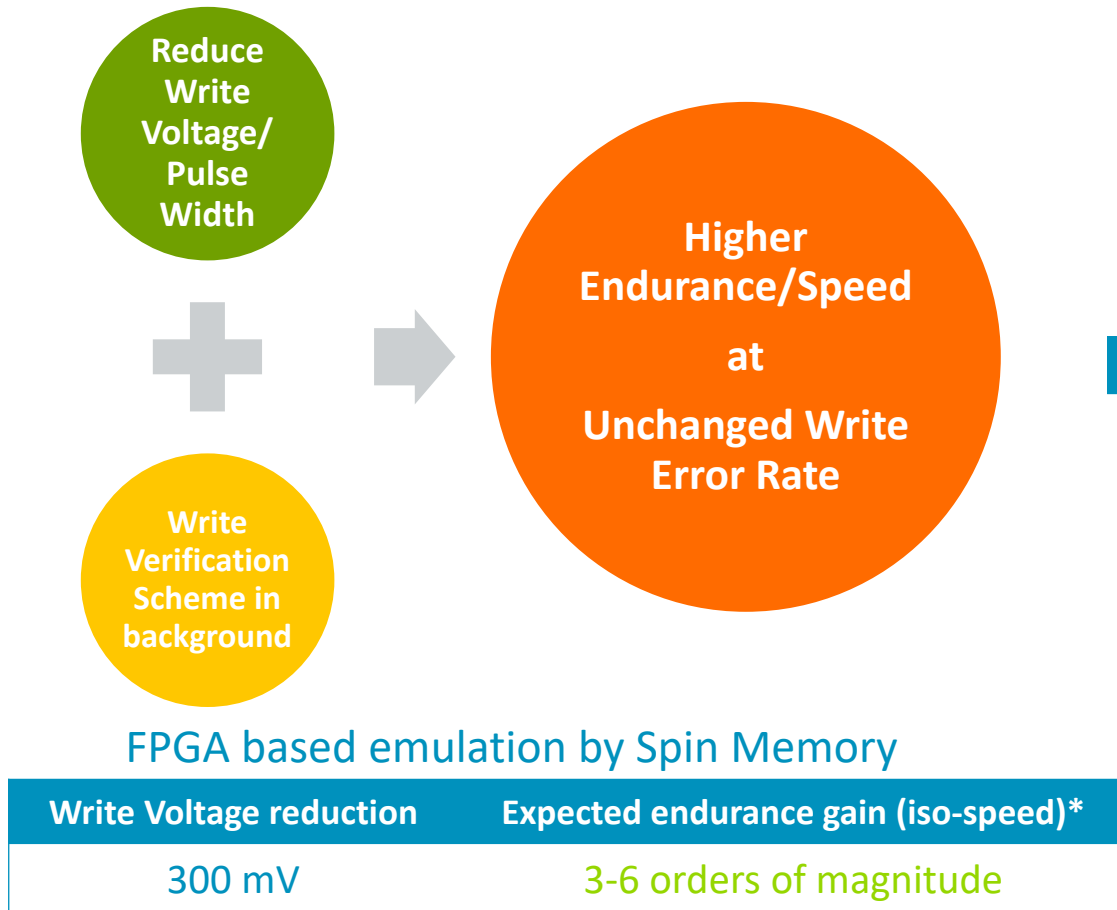 Reduce
Write
Voltage/
Pulse
Width
Write
Verification
Scheme in
background
Higher
Endurance/Speed
at
Unchanged Write
Error Rate
FPGA based emulation by Spin Memory
Write Voltage reduction Expected endurance gain (iso-speed)*
300 mV 3-6 orders of magnitude